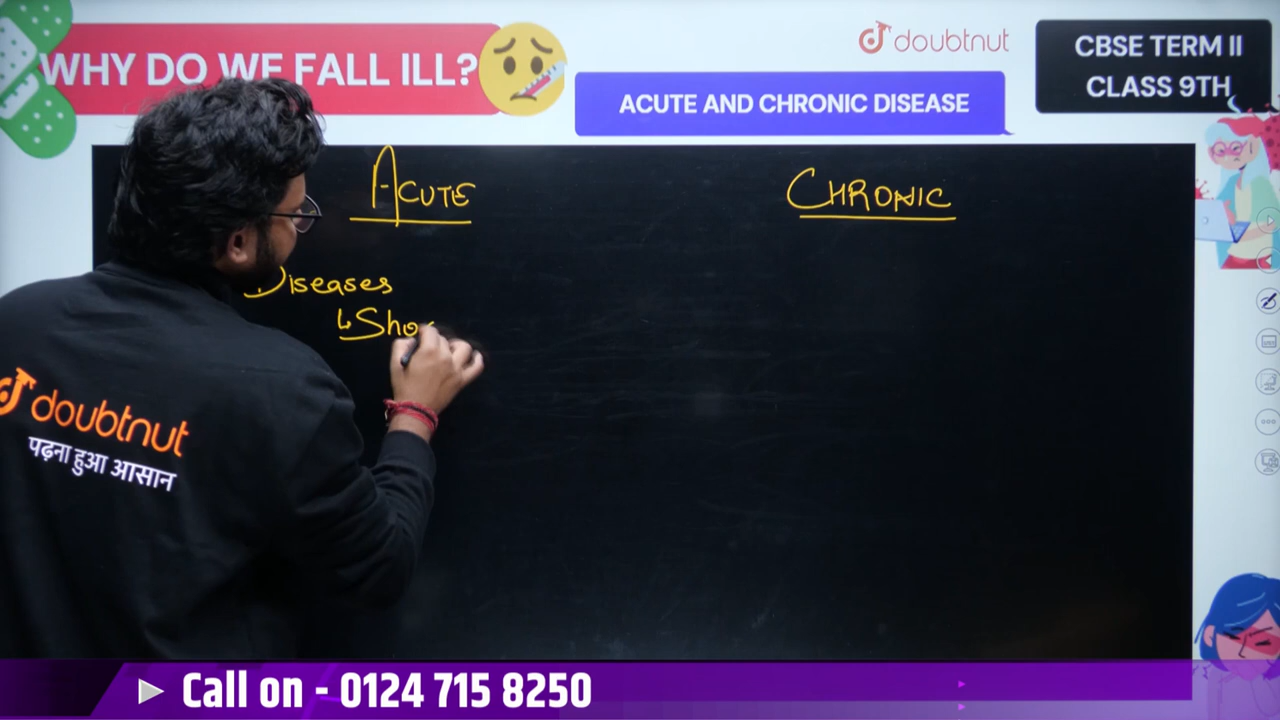 WHY DO WE FALL ILL?
doubtnut
CBSE TERM II
CLASS 9TH
ACUTE AND CHRONIC DISEASE
ACUTE
CHRONIC
Diseases
doubtnut
पढ़ना हुआ आसान
Call on - 0124 715 8250